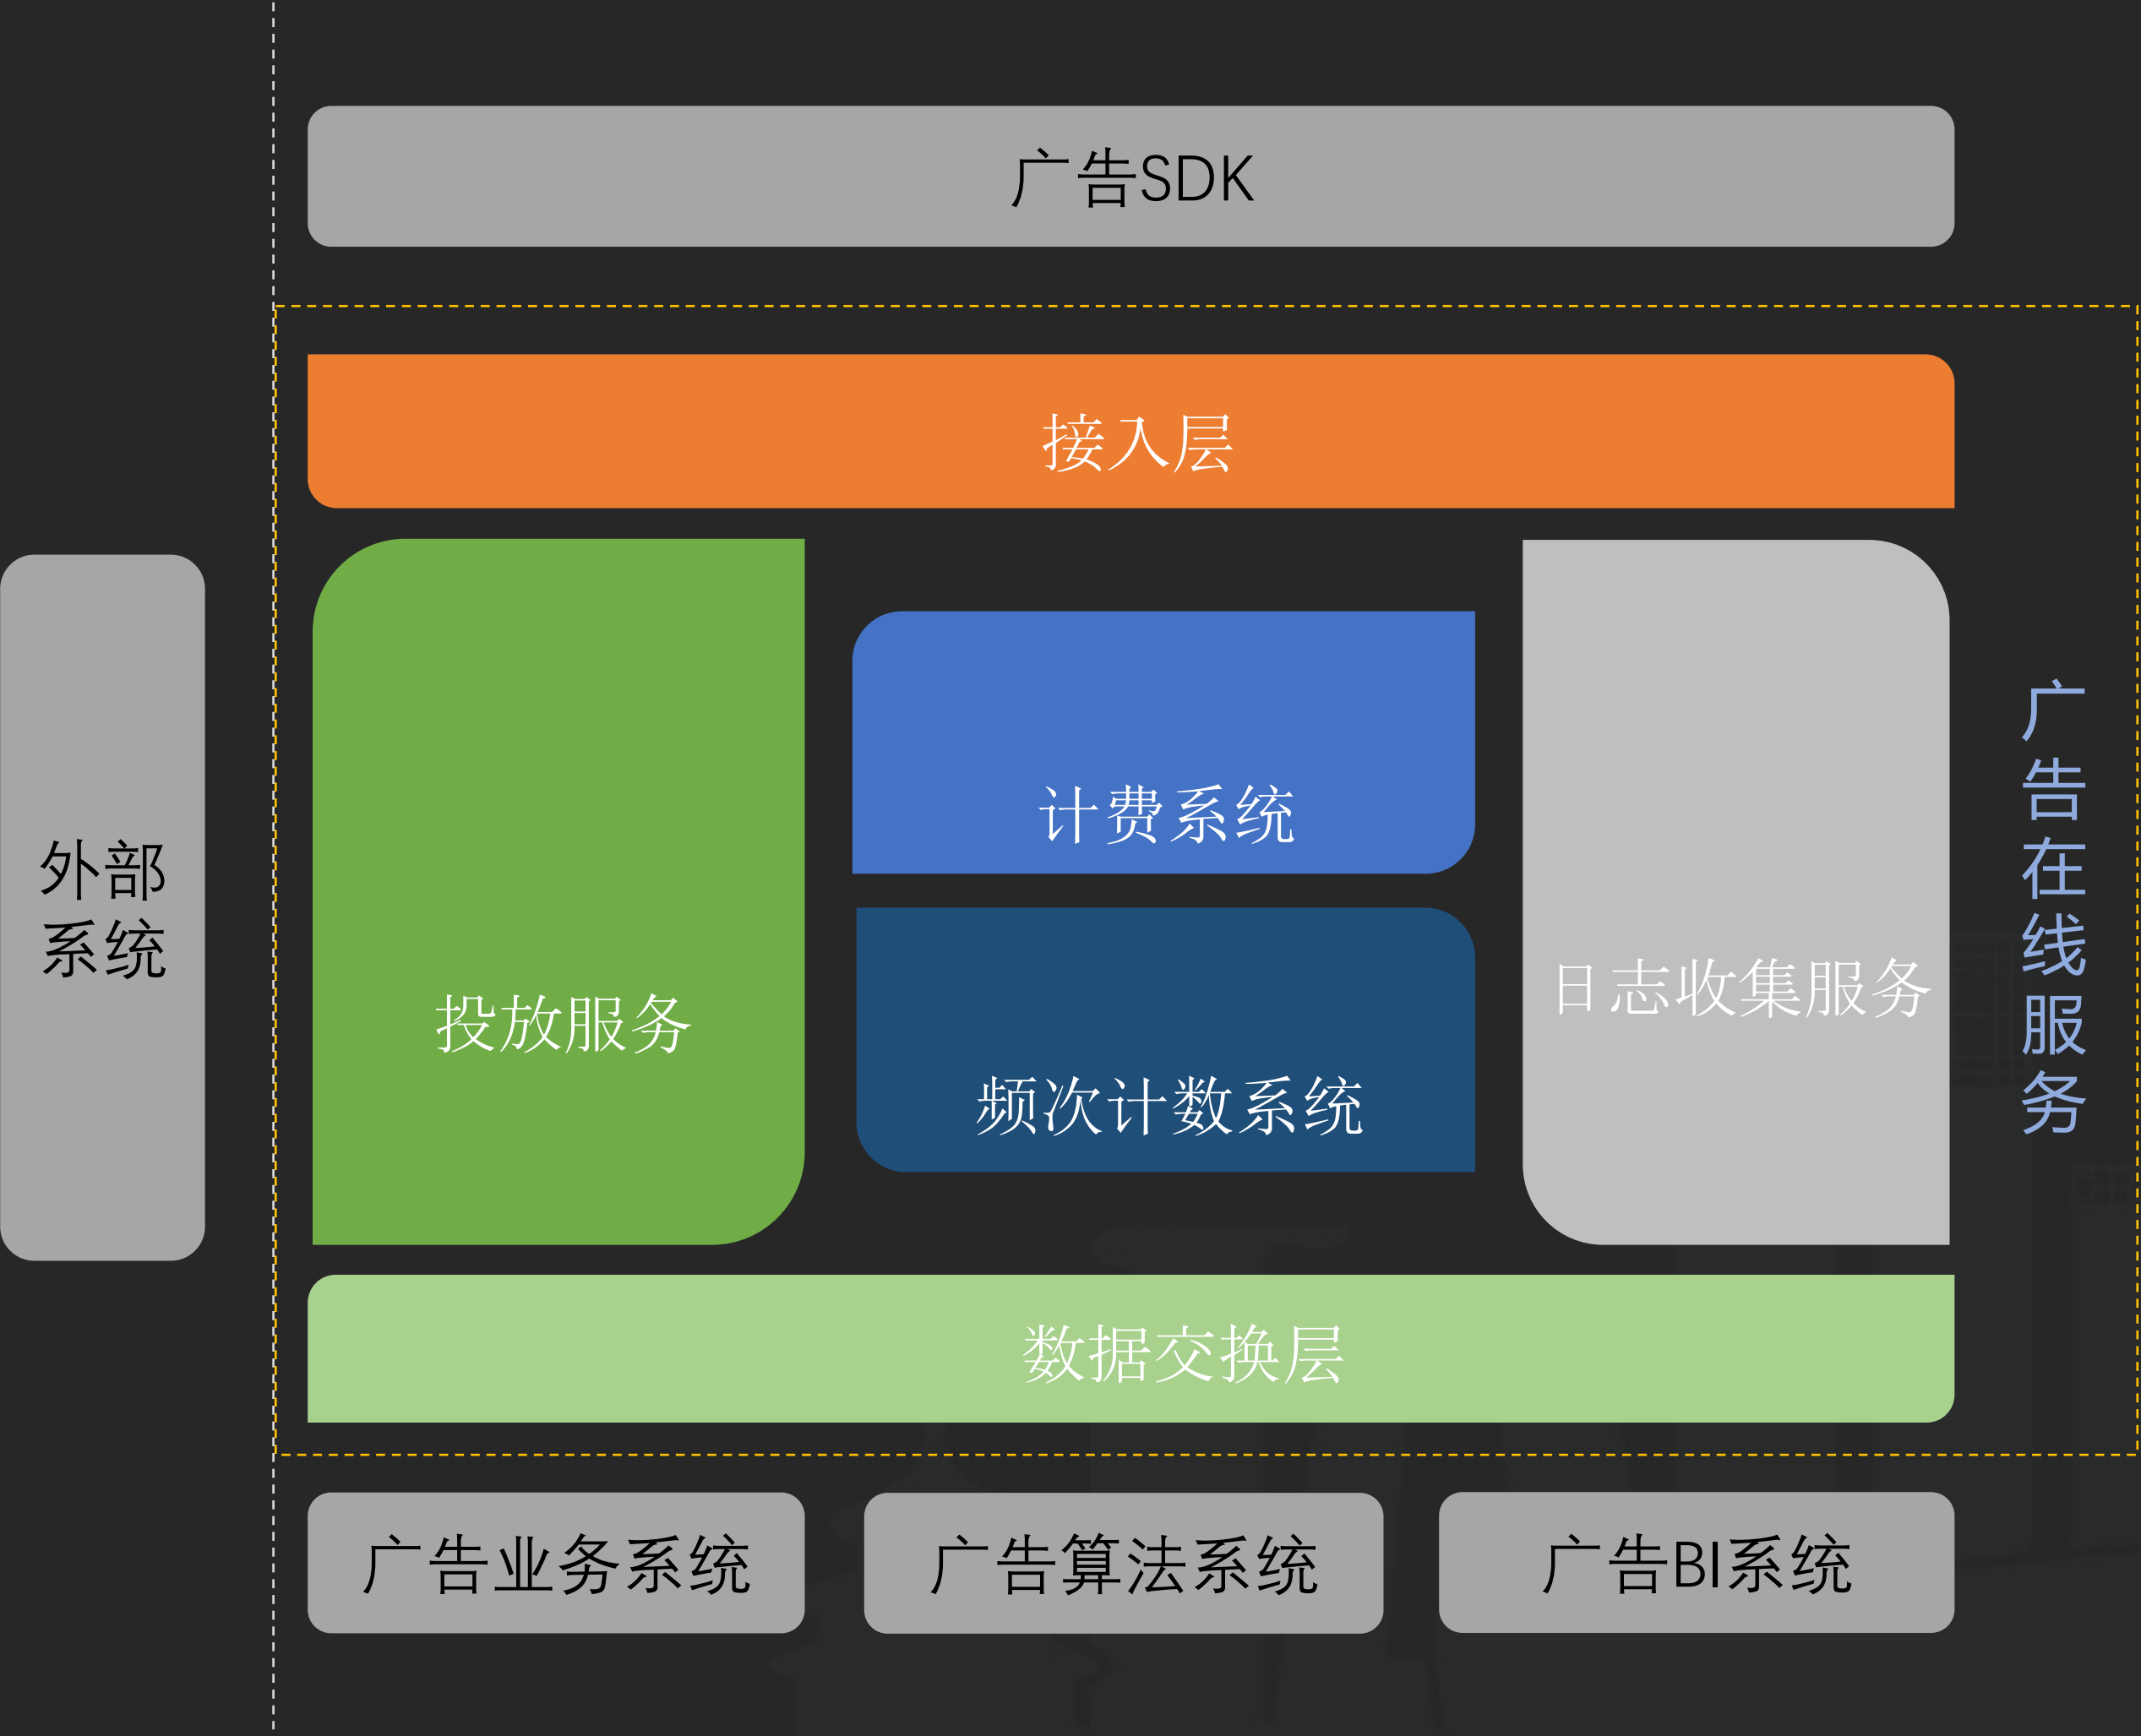 广告SDK
接入层
计费系统
外部
系统
广告在线服务
投放服务
日志收集服务
频次计数系统
数据交换层
广告业务系统
广告算法系统
广告BI系统